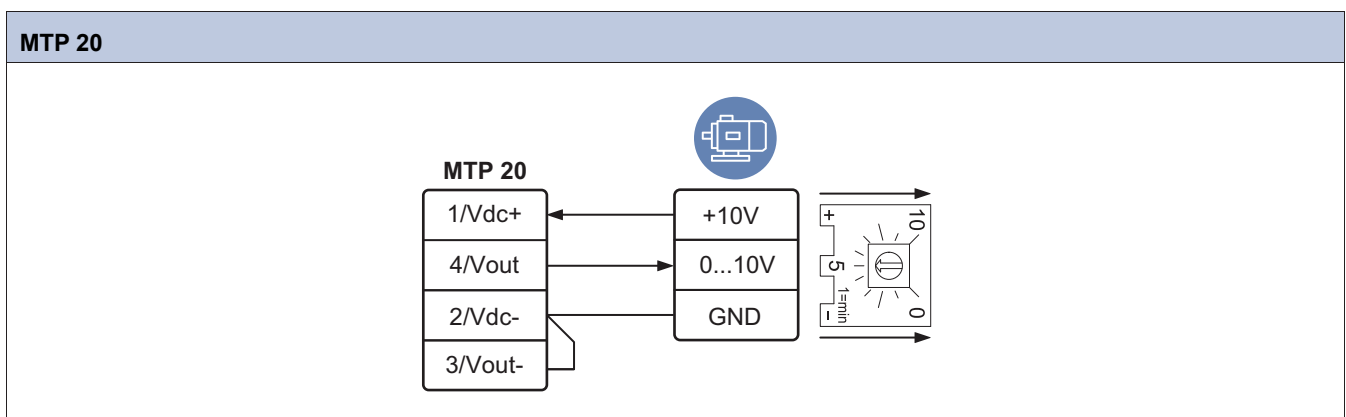 MTP 20
MTP 20
1/Vdc+
+10V
4/Vout
0...10V
2/Vdc-
GND
3/Vout-
+
10
5
1=min
-
0